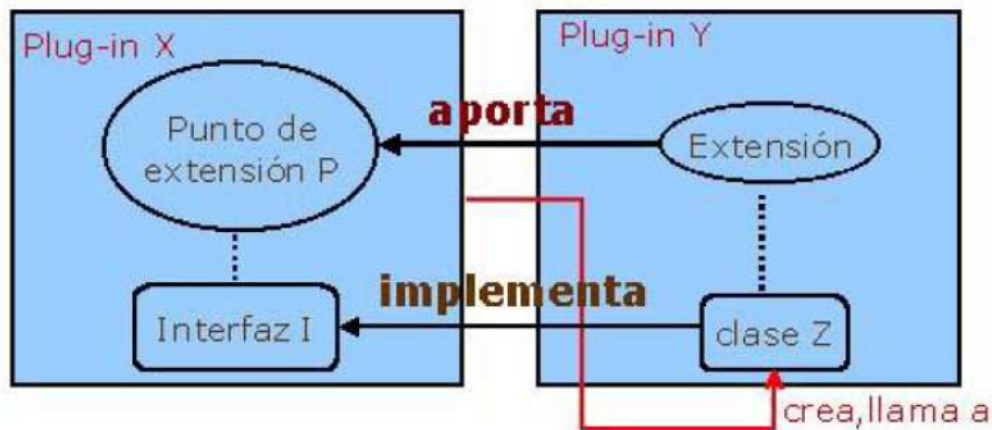 Plug-in X
Punto de
extensión P
Interfaz I
aporta
implementa
Plug-in Y
Extensión
clase Z
crea,llama a